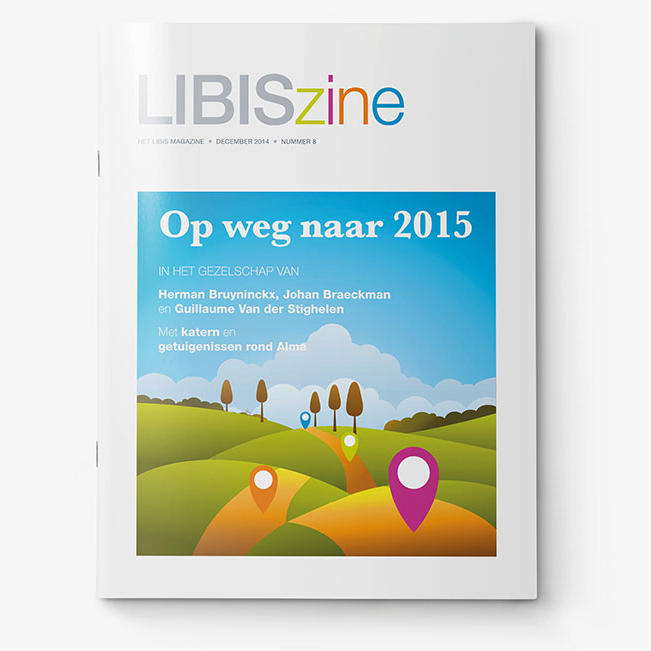 LIBISzine
HET LIBIS MAGAZINE • DECEMBER 2014 • NUMMER 8
Op weg naar 2015
IN HET GEZELSCHAP VAN
Herman Bruyninckx, Johan Braeckman
en Guillaume Van der Stighelen
Met katern en
getuigenissen rond Alma